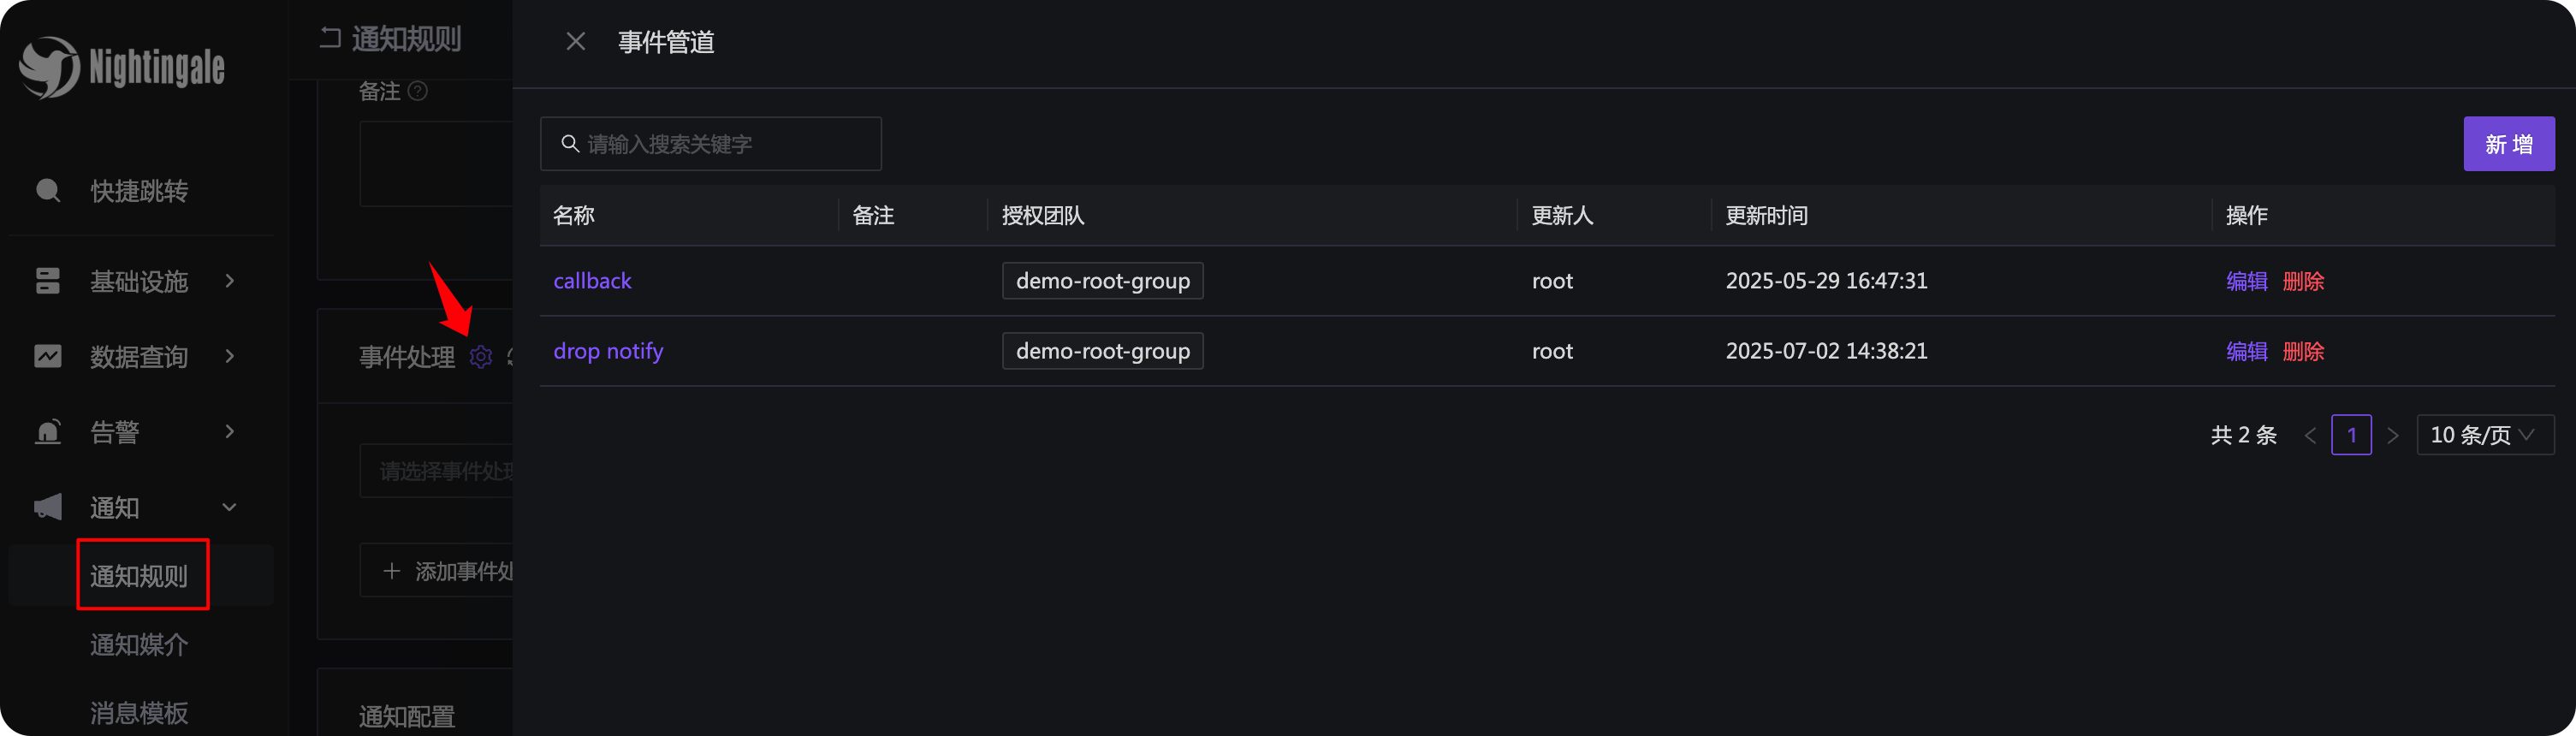 Nightingale
快捷跳转
基础设施
数据查询
告警
通知
通知规则
通知媒介
消息模板
通知规则
备注
事件处理
请选择事件处理
添加事件处
通知配置
事件管道
请输入搜索关键字
新 增
名称 备注 授权团队 更新人 更新时间 操作
callback demo-root-group root 2025-05-29 16:47:31 编辑 删除
drop notify demo-root-group root 2025-07-02 14:38:21 编辑 删除
共 2 条 1 10 条/页